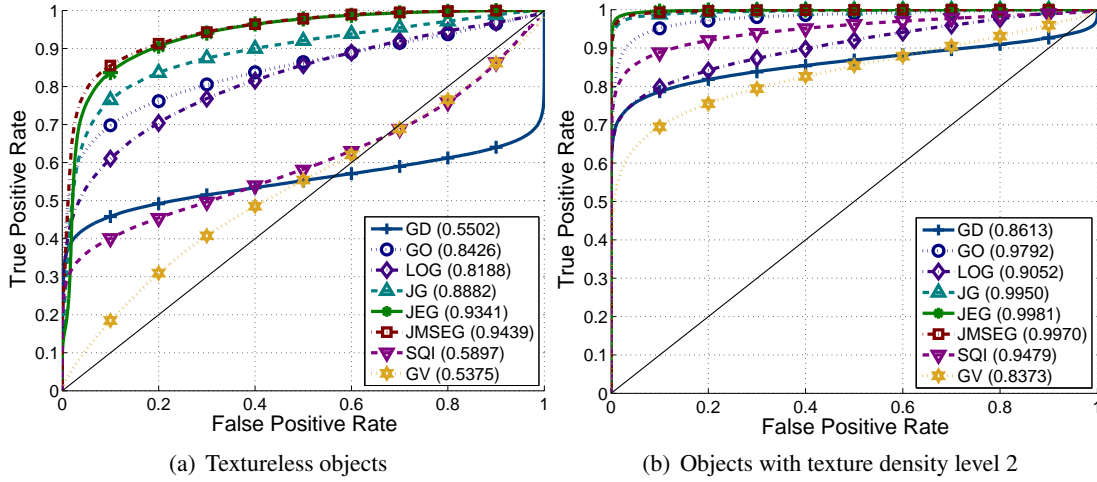 1
0.9
0.8
0.7
0.6
0.5
0.4
0.3
0.2
0.1
0
True Positive Rate
GD (0.5502)
GO (0.8426)
LOG (0.8188)
JG (0.8882)
JEG (0.9341)
JMSEG (0.9439)
SQI (0.5897)
GV (0.5375)
0 0.2 0.4 0.6 0.8 1
False Positive Rate
(a) Textureless objects
1
0.9
0.8
0.7
0.6
0.5
0.4
0.3
0.2
0.1
0
True Positive Rate
GD (0.8613)
GO (0.9792)
LOG (0.9052)
JG (0.9950)
JEG (0.9981)
JMSEG (0.9970)
SQI (0.9479)
GV (0.8373)
0 0.2 0.4 0.6 0.8 1
False Positive Rate
(b) Objects with texture density level 2